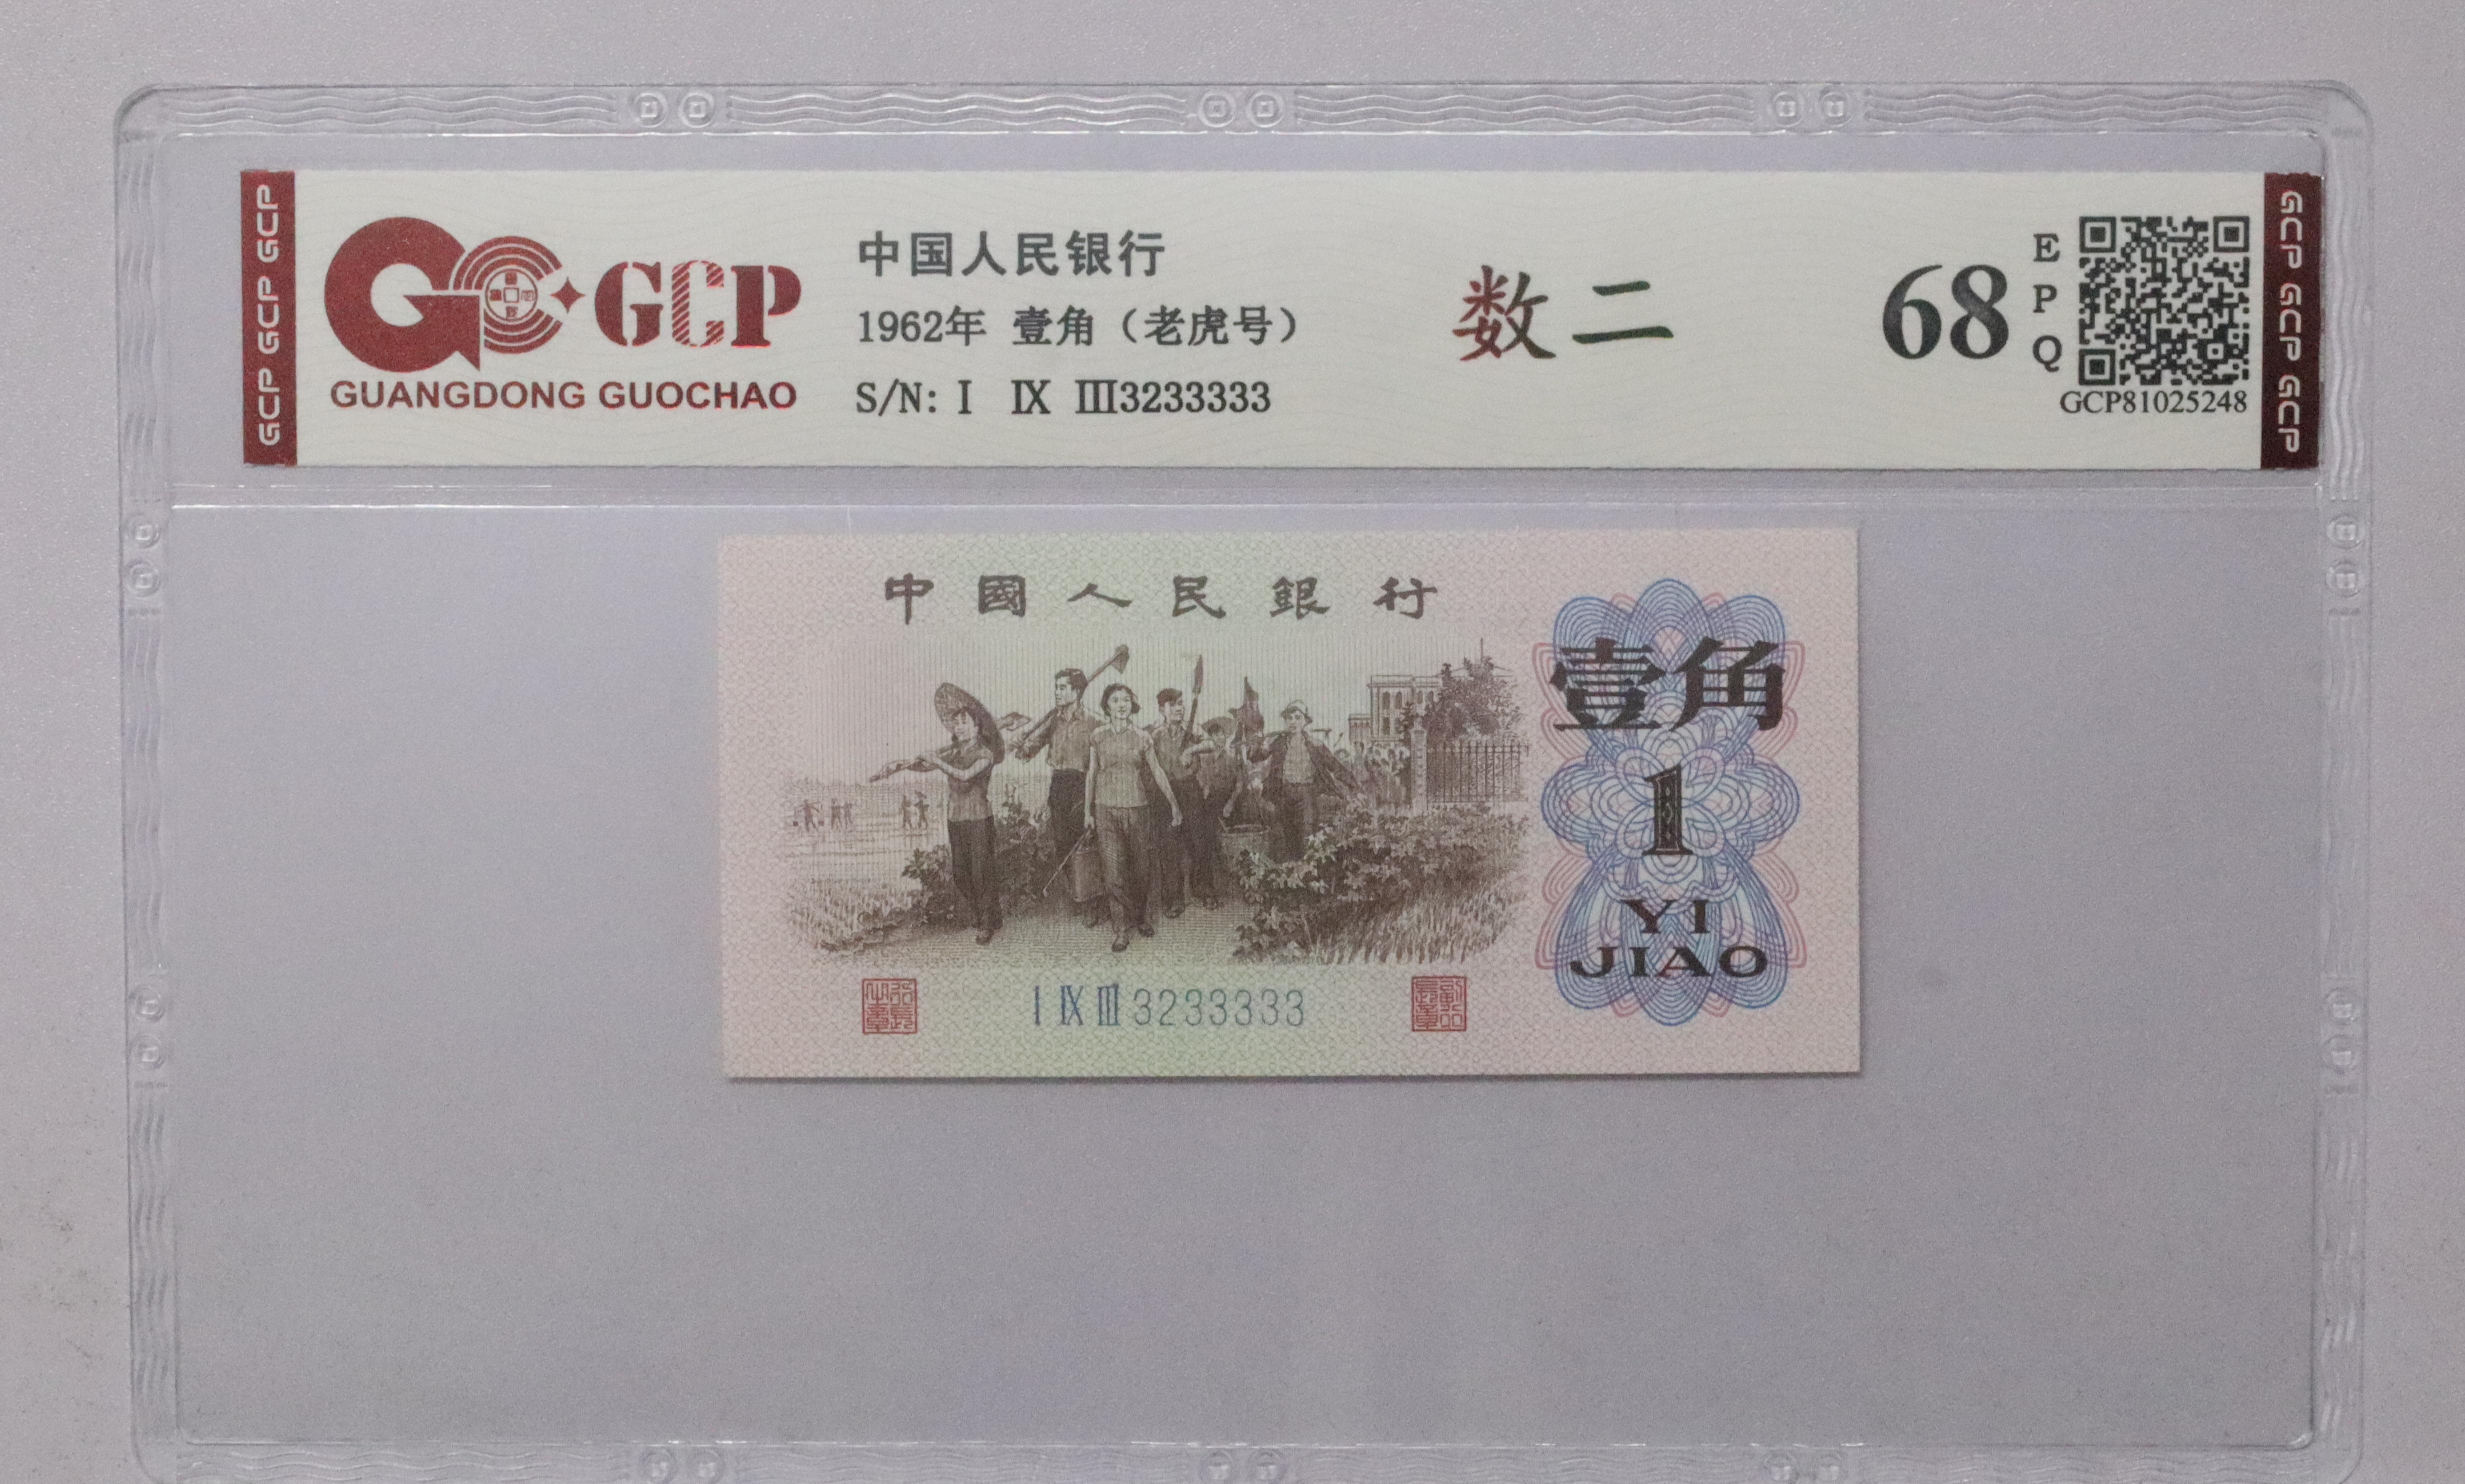 GCP GCP GCP
GCP
GUANGDONG GUOCHAO
中国人民银行
1962年 壹角（老虎号）
S/N: I IX III3233333
数二
68
E
P
Q
GCP81025248
GCP GCP GCP
中國人民銀行
壹角
1
YI
JIAO
I IX III 3233333